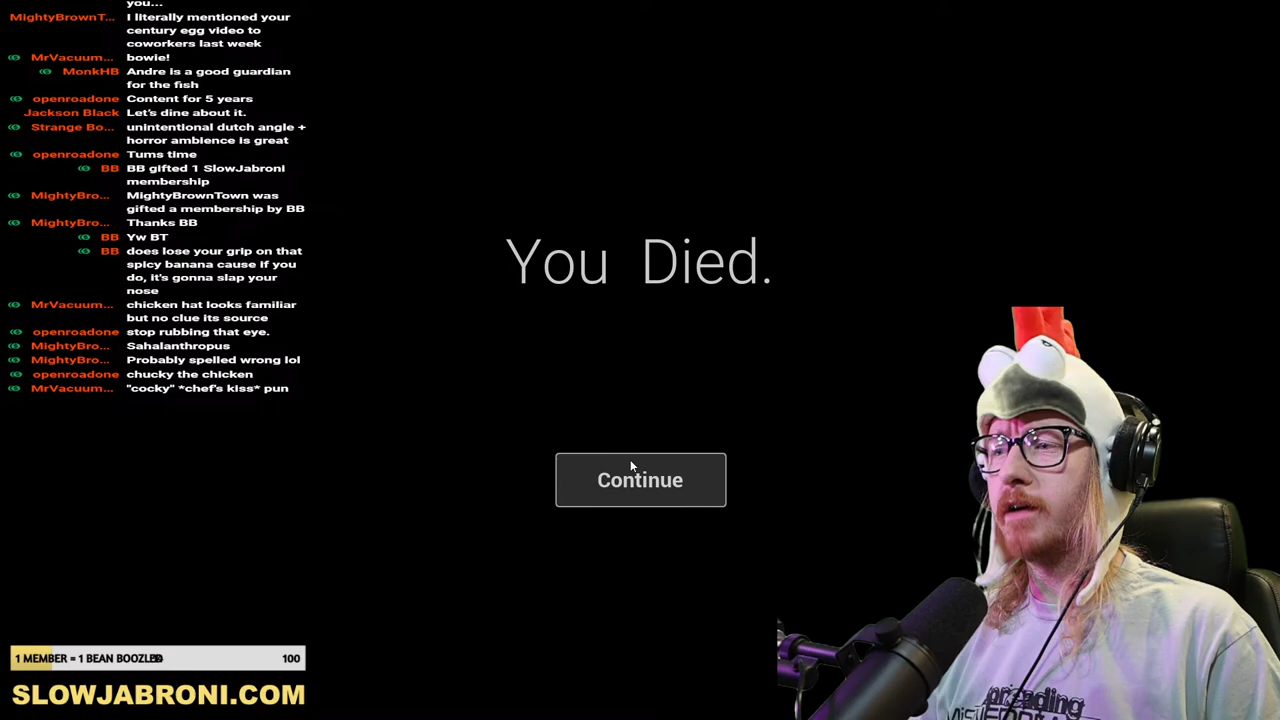 you...
MightyBrownT... I literally mentioned your
century egg video to
coworkers last week
MrVacuum... bowie!
MonkHB Andre is a good guardian
for the fish
openroadone Content for 5 years
Jackson Black Let's dine about it.
Strange Bo... unintentional dutch angle +
horror ambience is great
openroadone Tums time
BB BB gifted 1 SlowJabroni
membership
MightyBro... MightyBrownTown was
gifted a membership by BB
MightyBro... Thanks BB
BB Yw BT
BB does lose your grip on that
spicy banana cause if you
do, it's gonna slap your
nose
MrVacuum... chicken hat looks familiar
but no clue its source
openroadone stop rubbing that eye.
MightyBro... Sahalanthropus
MightyBro... Probably spelled wrong lol
openroadone chucky the chicken
MrVacuum... "cocky" *chef's kiss* pun
You Died.
Continue
1 MEMBER = 1 BEAN BOOZLED 100
SLOWJABRONI.COM